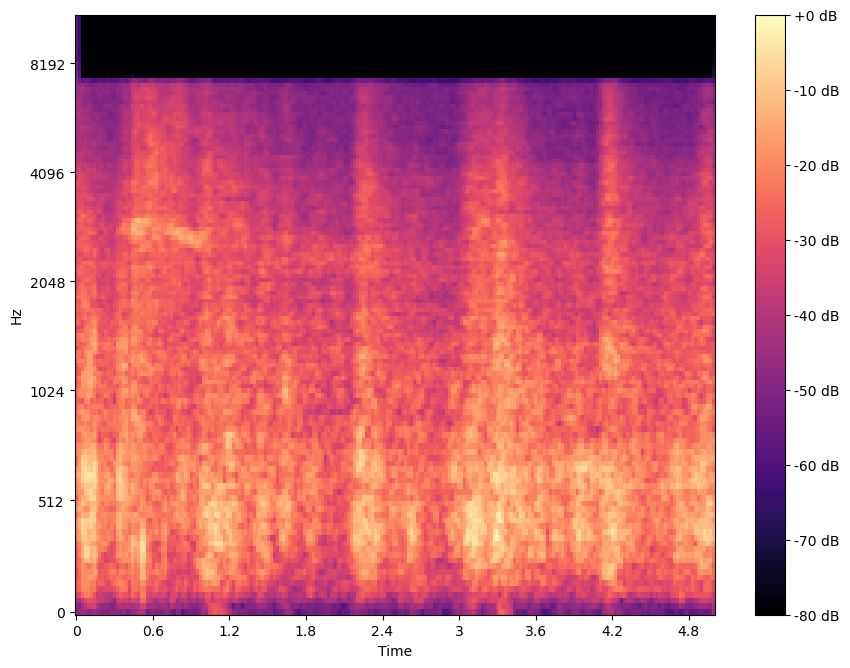 +0 dB
8192
-10 dB
4096
-20 dB
-30 dB
2048
Hz
-40 dB
1024
-50 dB
512
-60 dB
-70 dB
0
-80 dB
0 0.6 1.2 1.8 2.4 3 3.6 4.2 4.8
Time